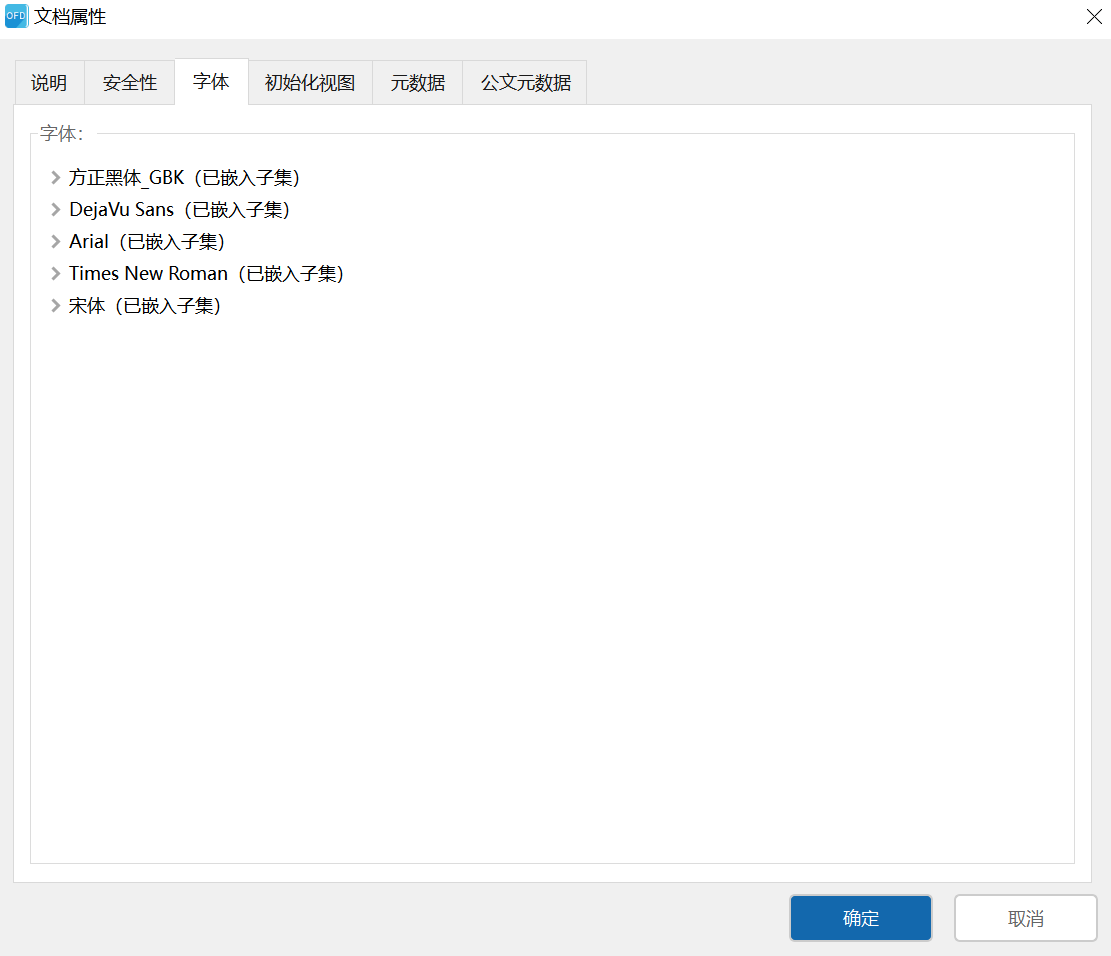 OFD 文档属性
说明 安全性 字体 初始化视图 元数据 公文元数据
字体：
方正黑体_GBK（已嵌入子集）
DejaVu Sans（已嵌入子集）
Arial（已嵌入子集）
Times New Roman（已嵌入子集）
宋体（已嵌入子集）
确定 取消